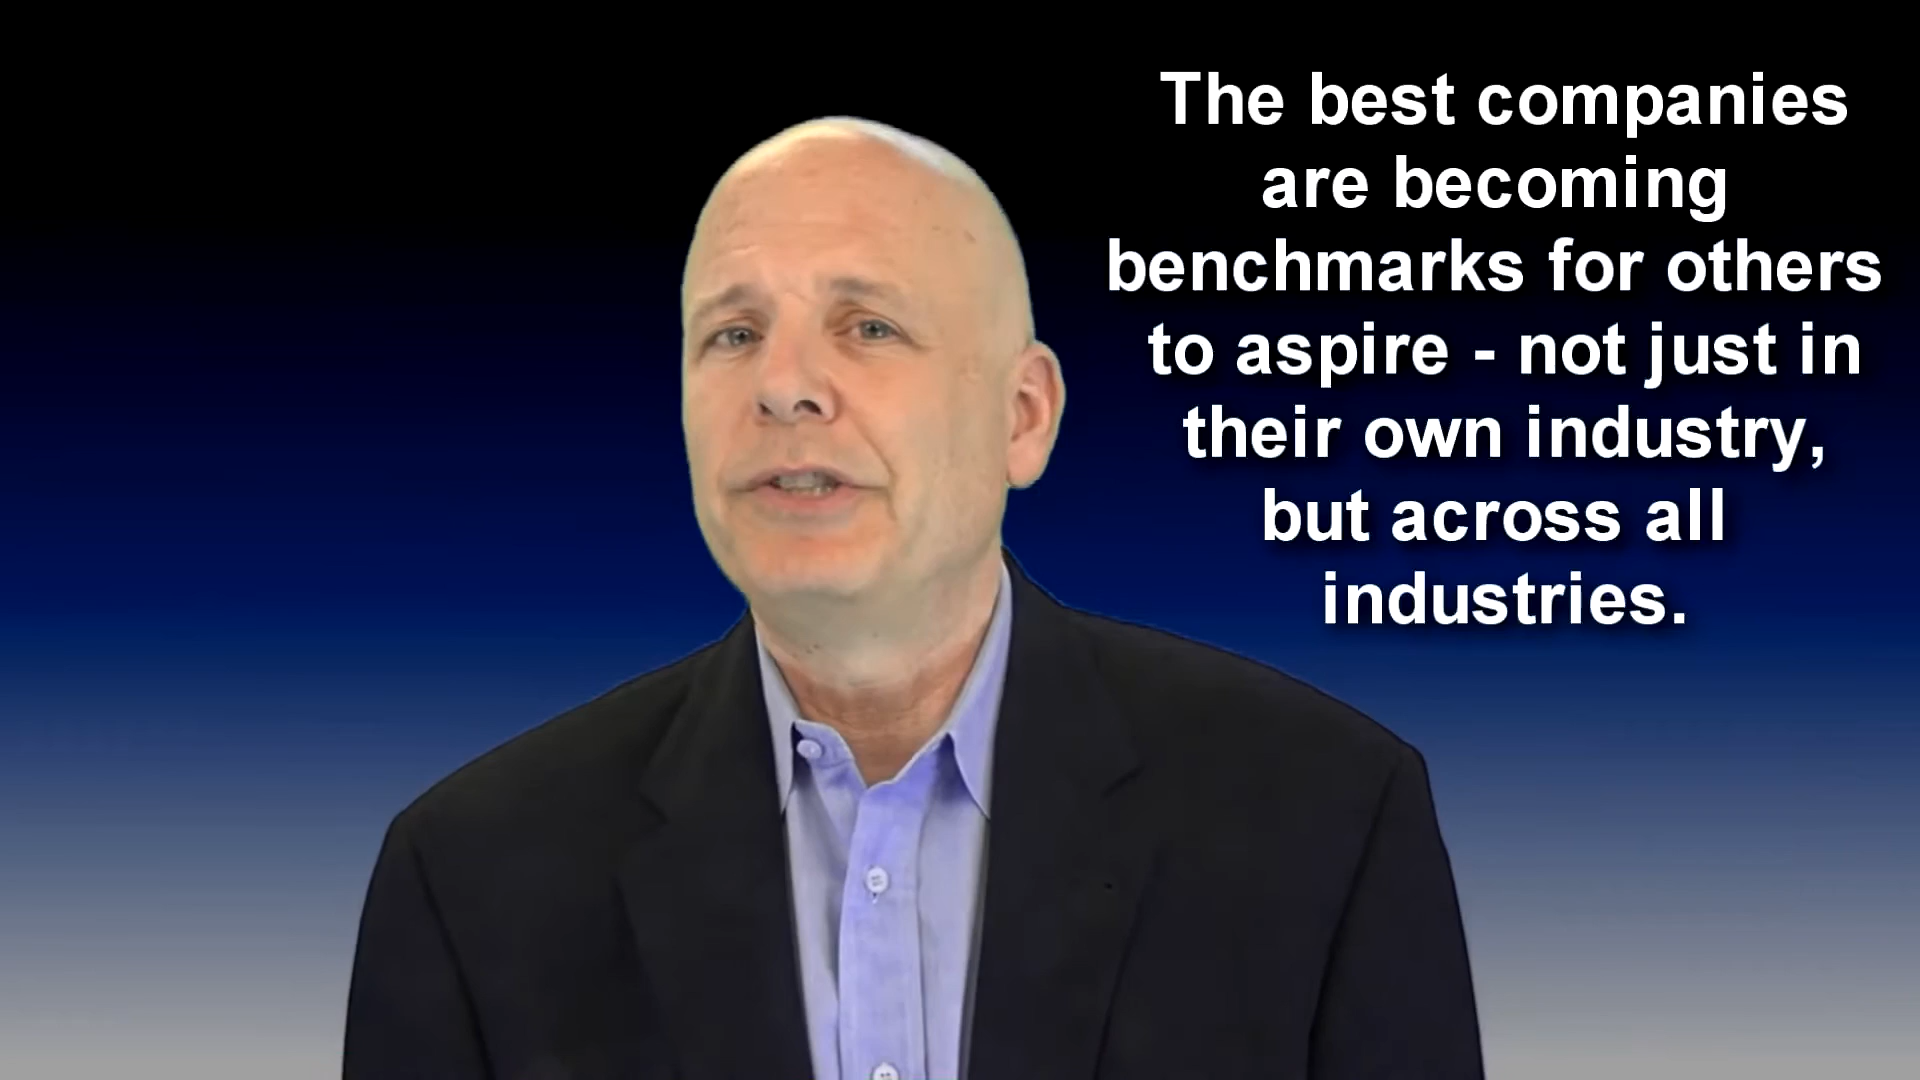 The best companies
are becoming
benchmarks for others
to aspire - not just in
their own industry,
but across all
industries.